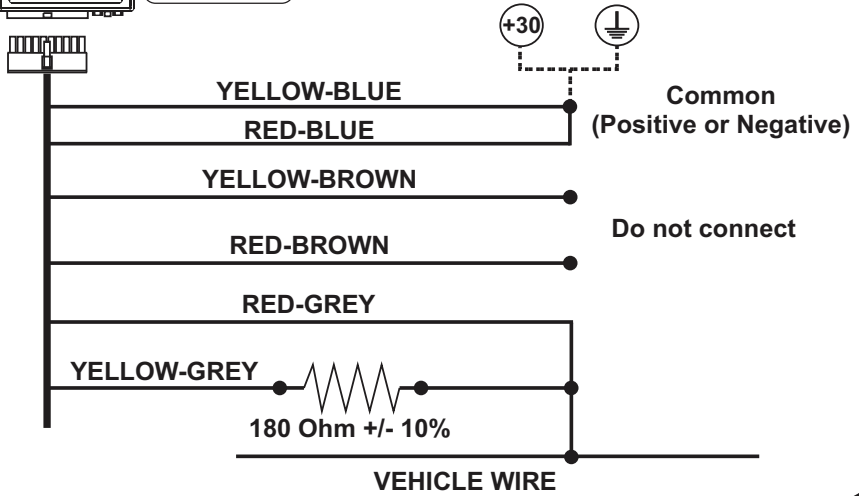 +30
YELLOW-BLUE
Common
(Positive or Negative)
RED-BLUE
YELLOW-BROWN
Do not connect
RED-BROWN
RED-GREY
YELLOW-GREY
180 Ohm +/- 10%
VEHICLE WIRE